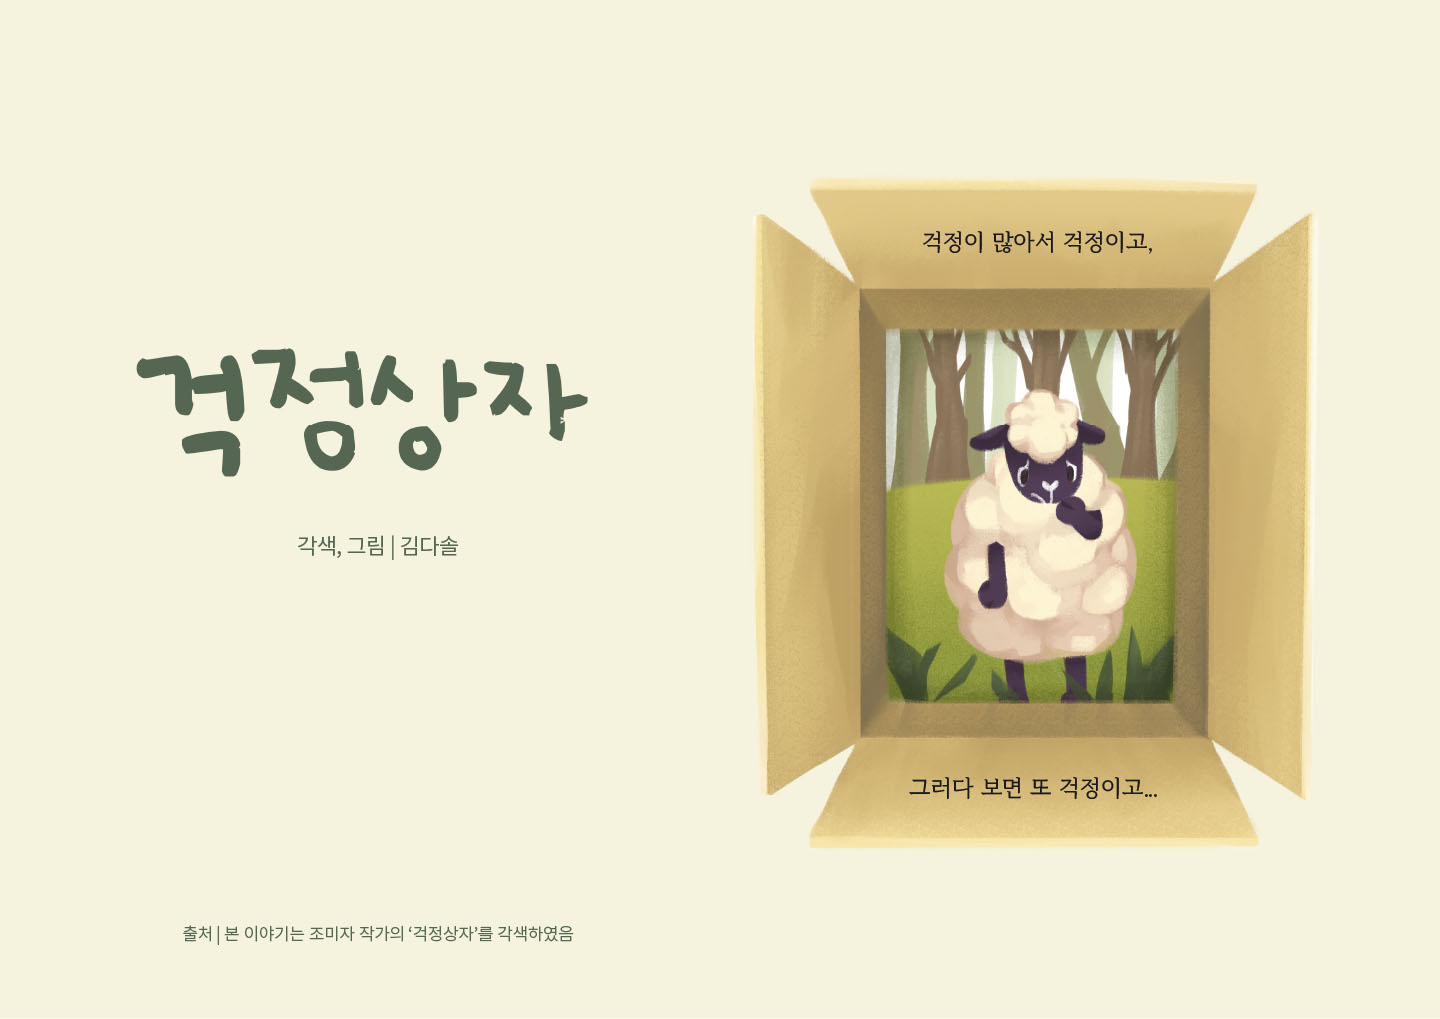 걱정상자
각색, 그림 | 김다솔
출처 | 본 이야기는 조미자 작가의 ‘걱정상자’를 각색하였음
걱정이 많아서 걱정이고,
그러다 보면 또 걱정이고...